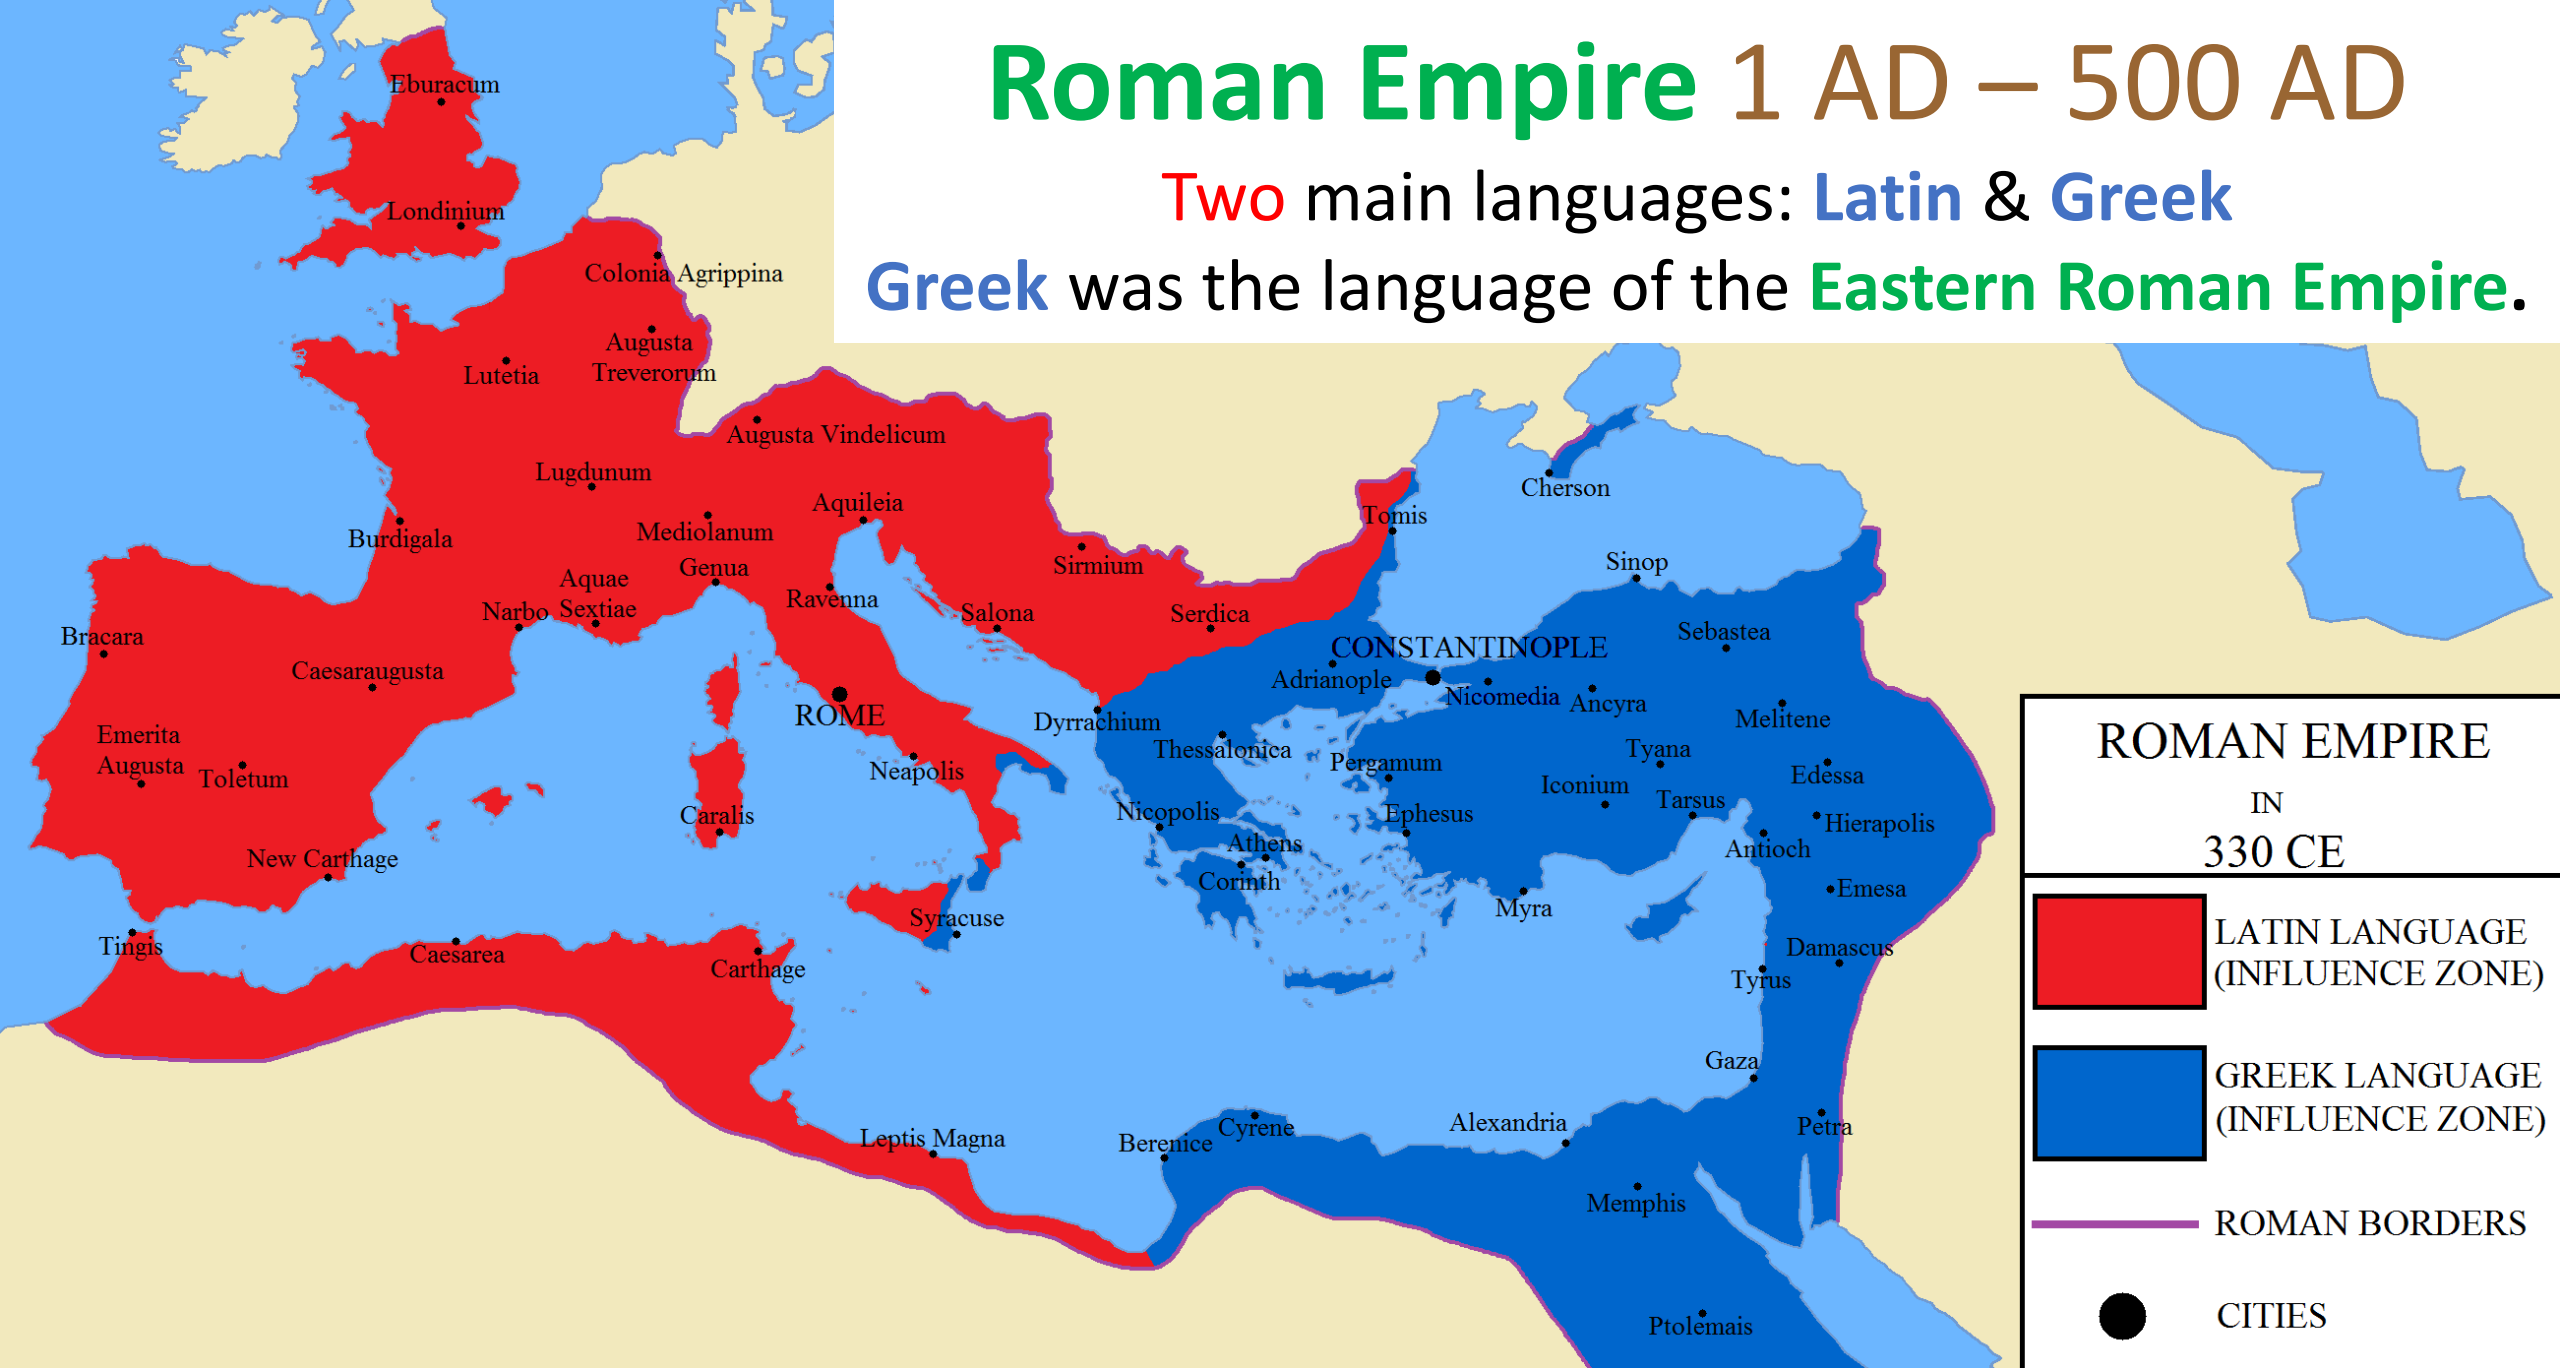 Roman Empire 1 AD – 500 AD
Two main languages: Latin & Greek
Greek was the language of the Eastern Roman Empire.
Eburacum
Londinium
Colonia Agrippina
Augusta
Treverorum
Lutetia
Augusta Vindelicum
Lugdunum
Aquileia
Burdigala
Mediolanum
Genua
Aquae
Sextiae
Narbo
Ravenna
Sirmium
Salona
Serdica
Tomis
Cherson
Sinop
Bracara
Caesaraugusta
Emerita
Augusta
Toletum
New Carthage
ROME
Neapolis
Caralis
Syracuse
Dyrrachium
CONSTANTINOPLE
Adrianople
Nicomedia
Ancyra
Sebastea
Melitene
Thessalonica
Pergamum
Tyana
Iconium
Tarsus
Edessa
Hierapolis
Nicopolis
Athens
Corinth
Ephesus
Myra
Antioch
Emesa
Damascus
Tyrus
Gaza
Petra
Tingis
Caesarea
Carthage
Leptis Magna
Berenice
Cyrene
Alexandria
Memphis
Ptolemais
ROMAN EMPIRE
IN
330 CE
LATIN LANGUAGE
(INFLUENCE ZONE)
GREEK LANGUAGE
(INFLUENCE ZONE)
ROMAN BORDERS
CITIES